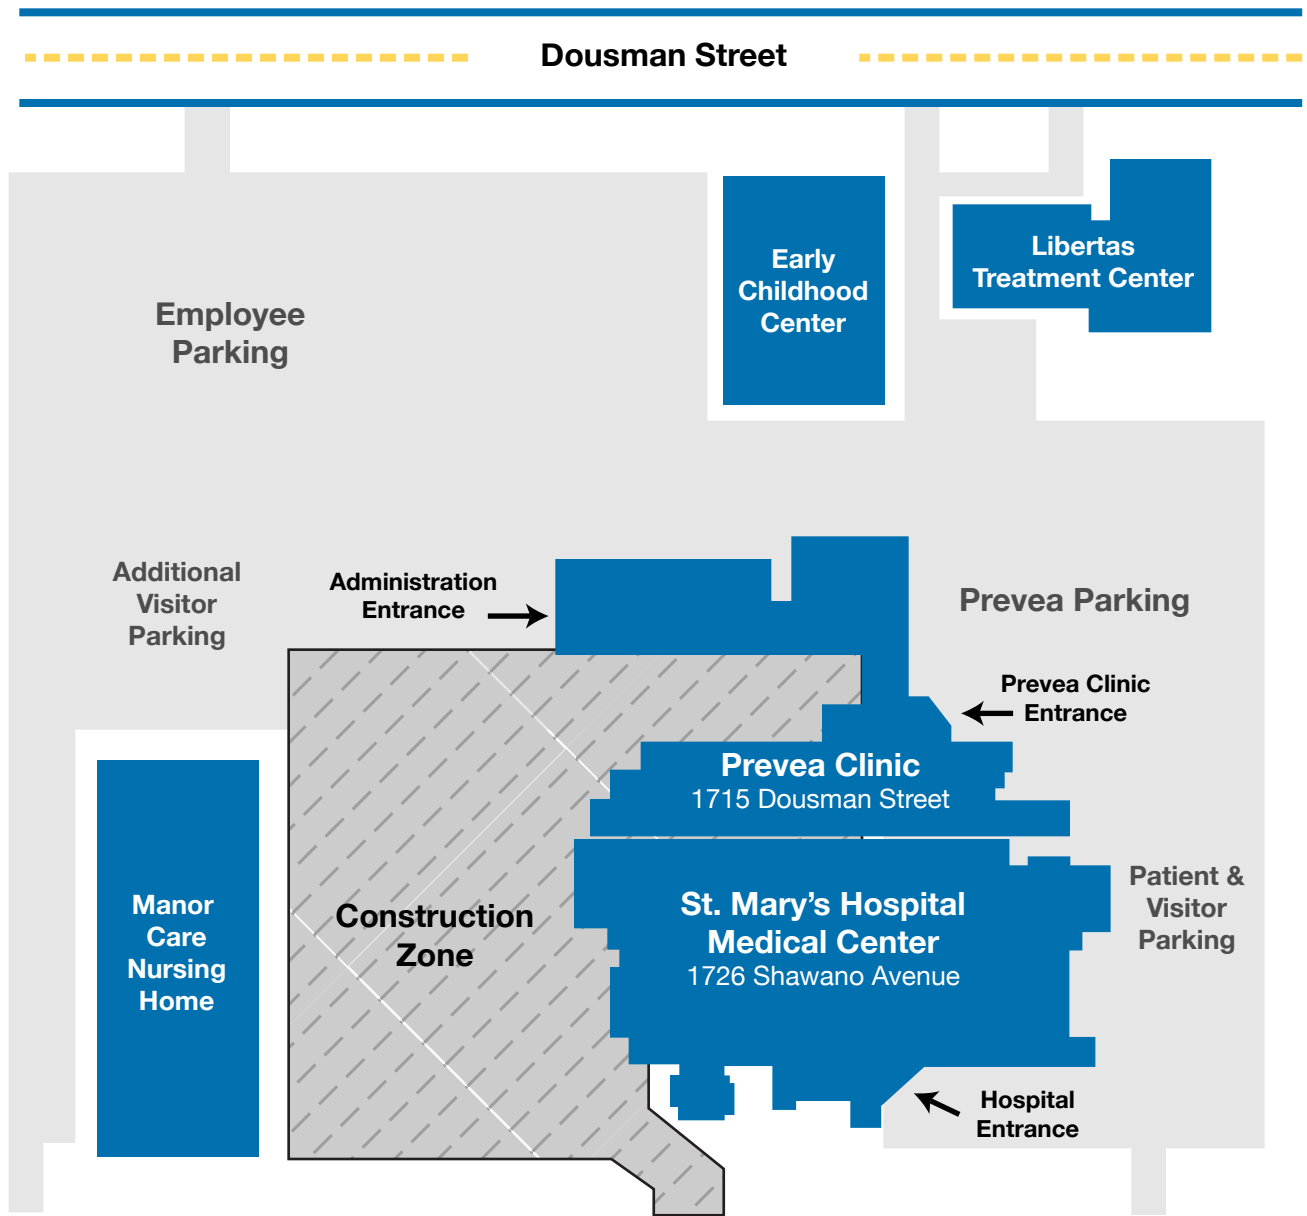 Dousman Street
Early
Childhood
Center
Libertas
Treatment Center
Employee
Parking
Additional
Visitor
Parking
Administration
Entrance
Prevea Parking
Prevea Clinic
Entrance
Prevea Clinic
1715 Dousman Street
Manor
Care
Nursing
Home
Construction
Zone
St. Mary’s Hospital
Medical Center
1726 Shawano Avenue
Patient &
Visitor
Parking
Hospital
Entrance